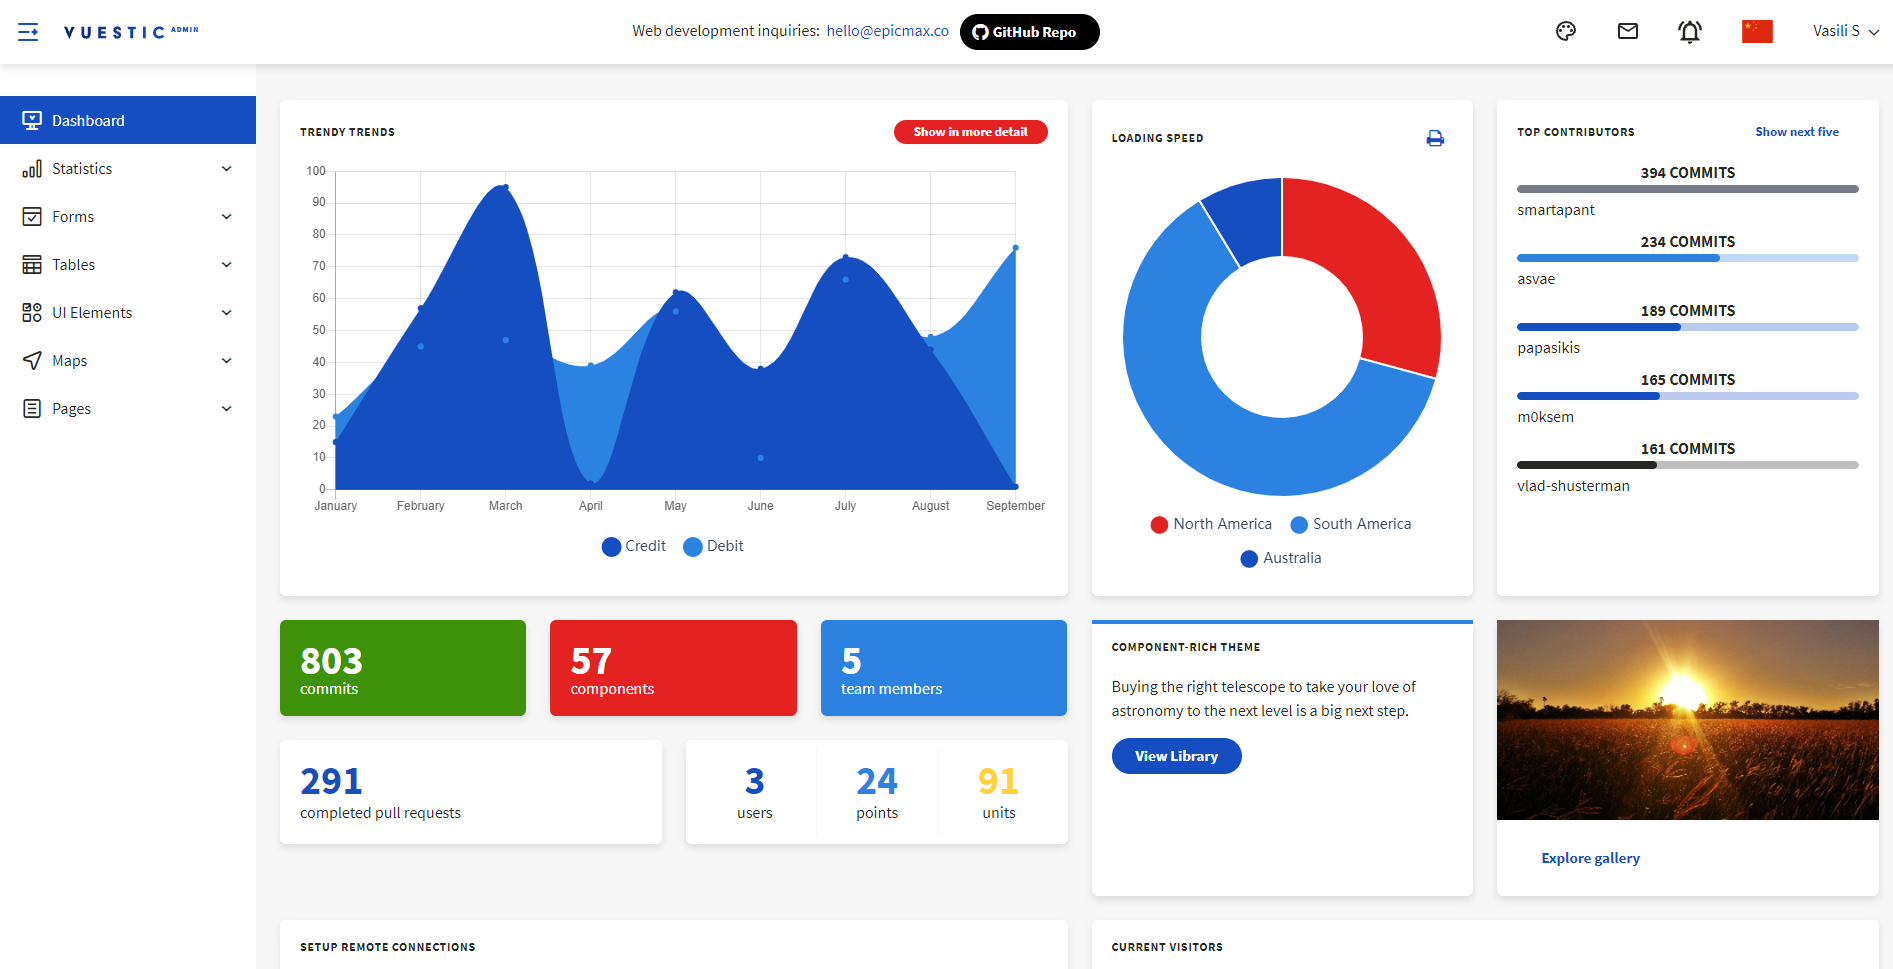 VUESTIC ADMIN
Web development inquiries: hello@epicmax.co
GitHub Repo
Vasili S
Dashboard
Statistics
Forms
Tables
UI Elements
Maps
Pages
TRENDY TRENDS
Show in more detail
100
90
80
70
60
50
40
30
20
10
0
January February March April May June July August September
Credit Debit
LOADING SPEED
North America South America
Australia
TOP CONTRIBUTORS
Show next five
394 COMMITS
smartapant
234 COMMITS
asvae
189 COMMITS
papasikis
165 COMMITS
m0ksem
161 COMMITS
vlad-shusterman
803
commits
57
components
5
team members
291
completed pull requests
3
users
24
points
91
units
COMPONENT-RICH THEME
Buying the right telescope to take your love of
astronomy to the next level is a big next step.
View Library
Explore gallery
SETUP REMOTE CONNECTIONS
CURRENT VISITORS